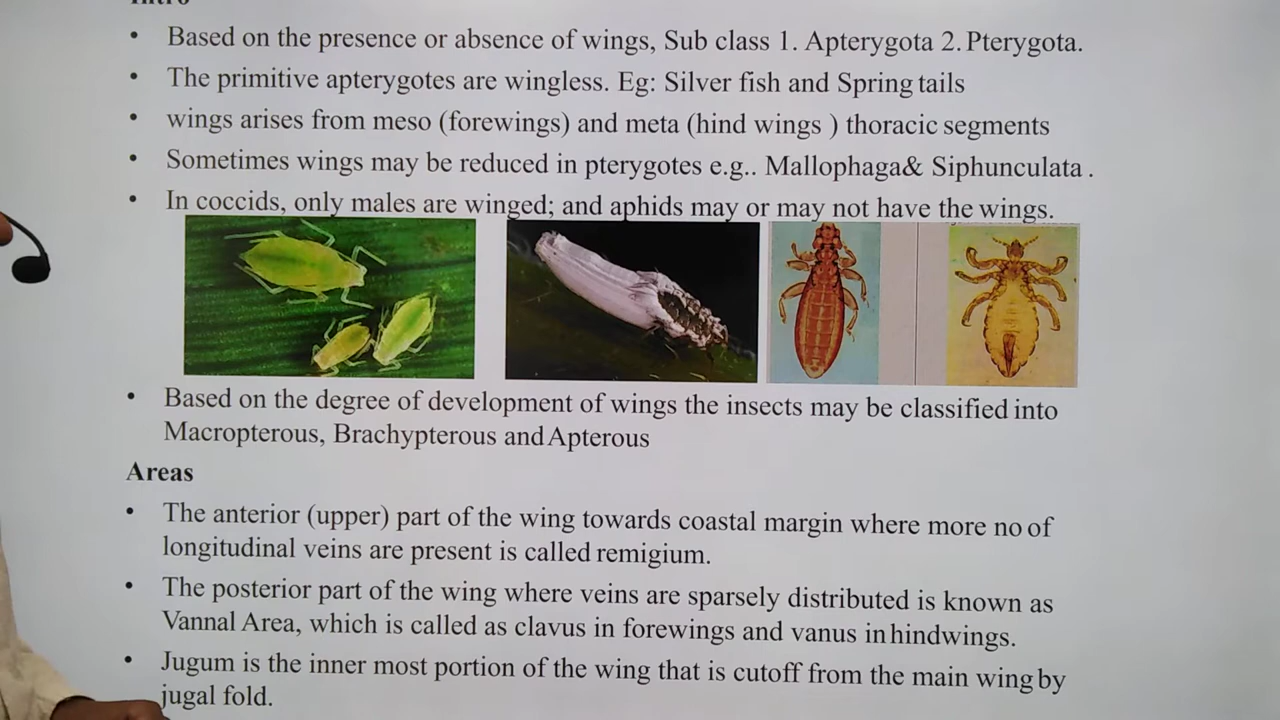 Intro
• Based on the presence or absence of wings, Sub class 1. Apterygota 2. Pterygota.
• The primitive apterygotes are wingless. Eg: Silver fish and Spring tails
• wings arises from meso (forewings) and meta (hind wings ) thoracic segments
• Sometimes wings may be reduced in pterygotes e.g.. Mallophaga& Siphunculata .
• In coccids, only males are winged; and aphids may or may not have the wings.
• Based on the degree of development of wings the insects may be classified into
Macropterous, Brachypterous and Apterous
Areas
• The anterior (upper) part of the wing towards coastal margin where more no of
longitudinal veins are present is called remigium.
• The posterior part of the wing where veins are sparsely distributed is known as
Vannal Area, which is called as clavus in forewings and vanus in hindwings.
• Jugum is the inner most portion of the wing that is cutoff from the main wing by
jugal fold.